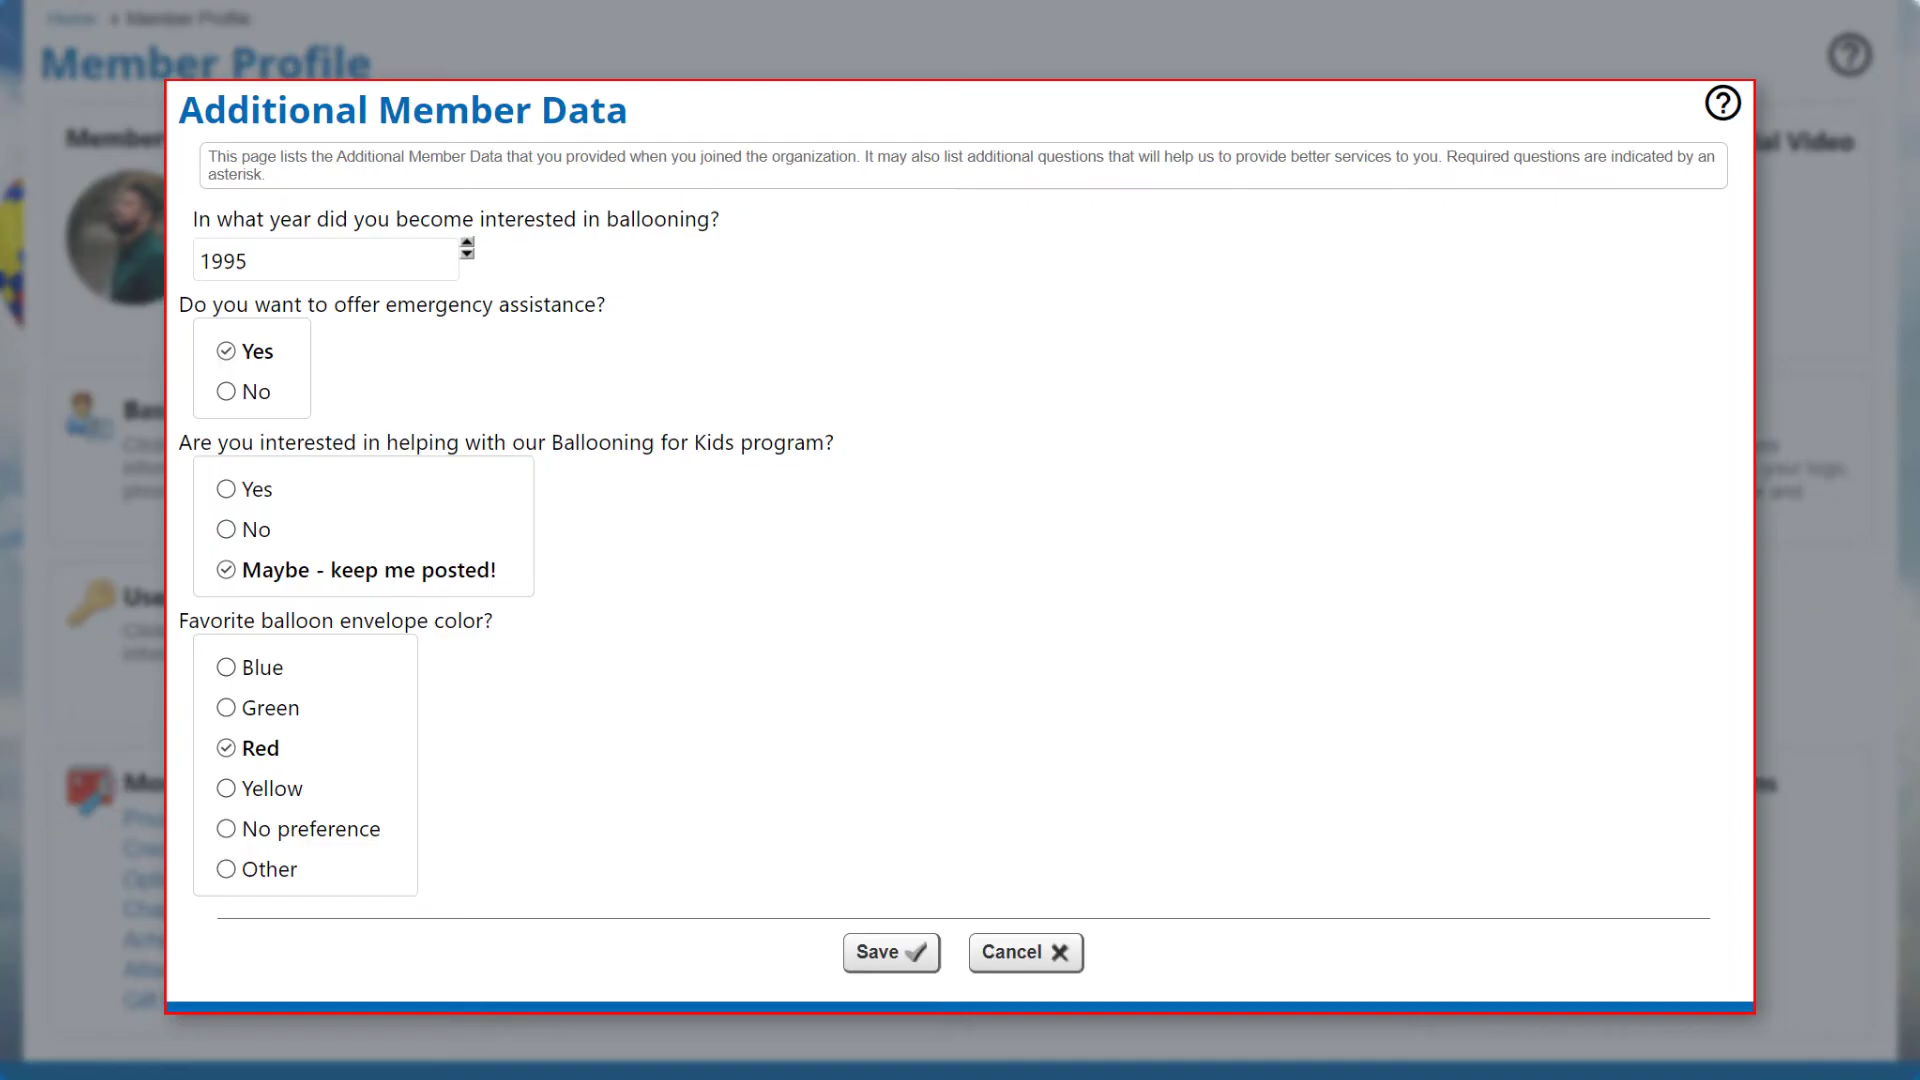 Home Member Profile
Member Profile
Additional Member Data
This page lists the Additional Member Data that you provided when you joined the organization. It may also list additional questions that will help us to provide better services to you. Required questions are indicated by an
asterisk.
In what year did you become interested in ballooning?
1995
Do you want to offer emergency assistance?
Yes
No
Are you interested in helping with our Ballooning for Kids program?
Yes
No
Maybe - keep me posted!
Favorite balloon envelope color?
Blue
Green
Red
Yellow
No preference
Other
Save
Cancel